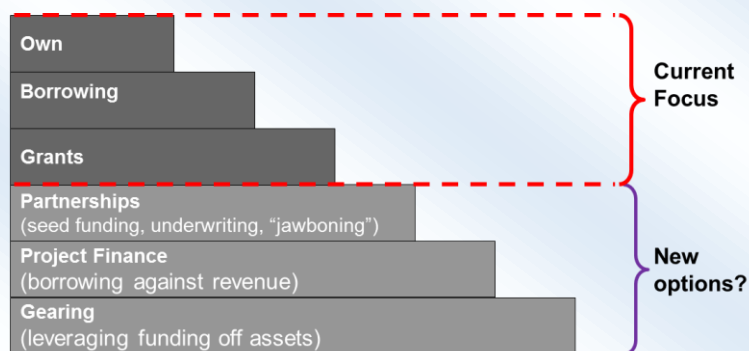 Own
Borrowing
Grants
Partnerships
(seed funding, underwriting, “jawboning”)
Project Finance
(borrowing against revenue)
Gearing
(leveraging funding off assets)
Current
Focus
New
options?